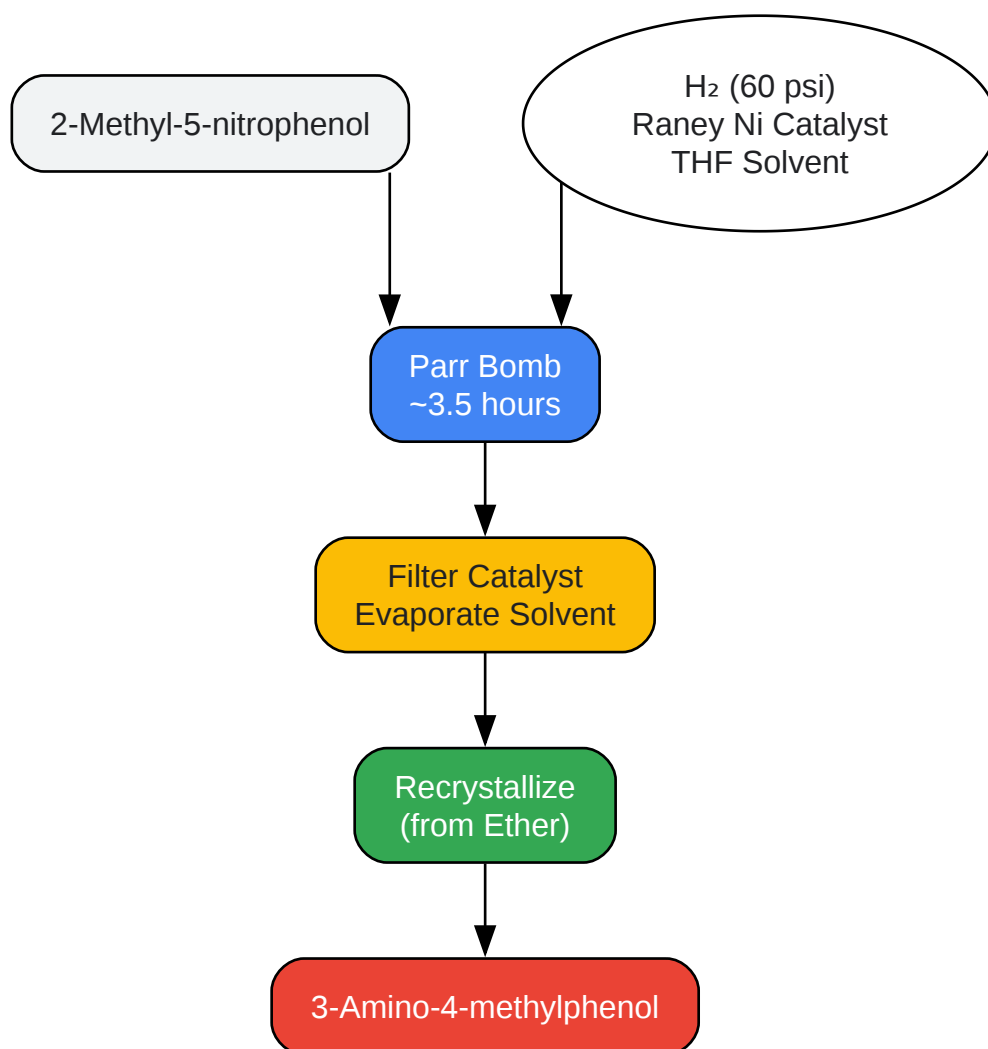 2-Methyl-5-nitrophenol
H₂ (60 psi)
Raney Ni Catalyst
THF Solvent
Parr Bomb
~3.5 hours
Filter Catalyst
Evaporate Solvent
Recrystallize
(from Ether)
3-Amino-4-methylphenol